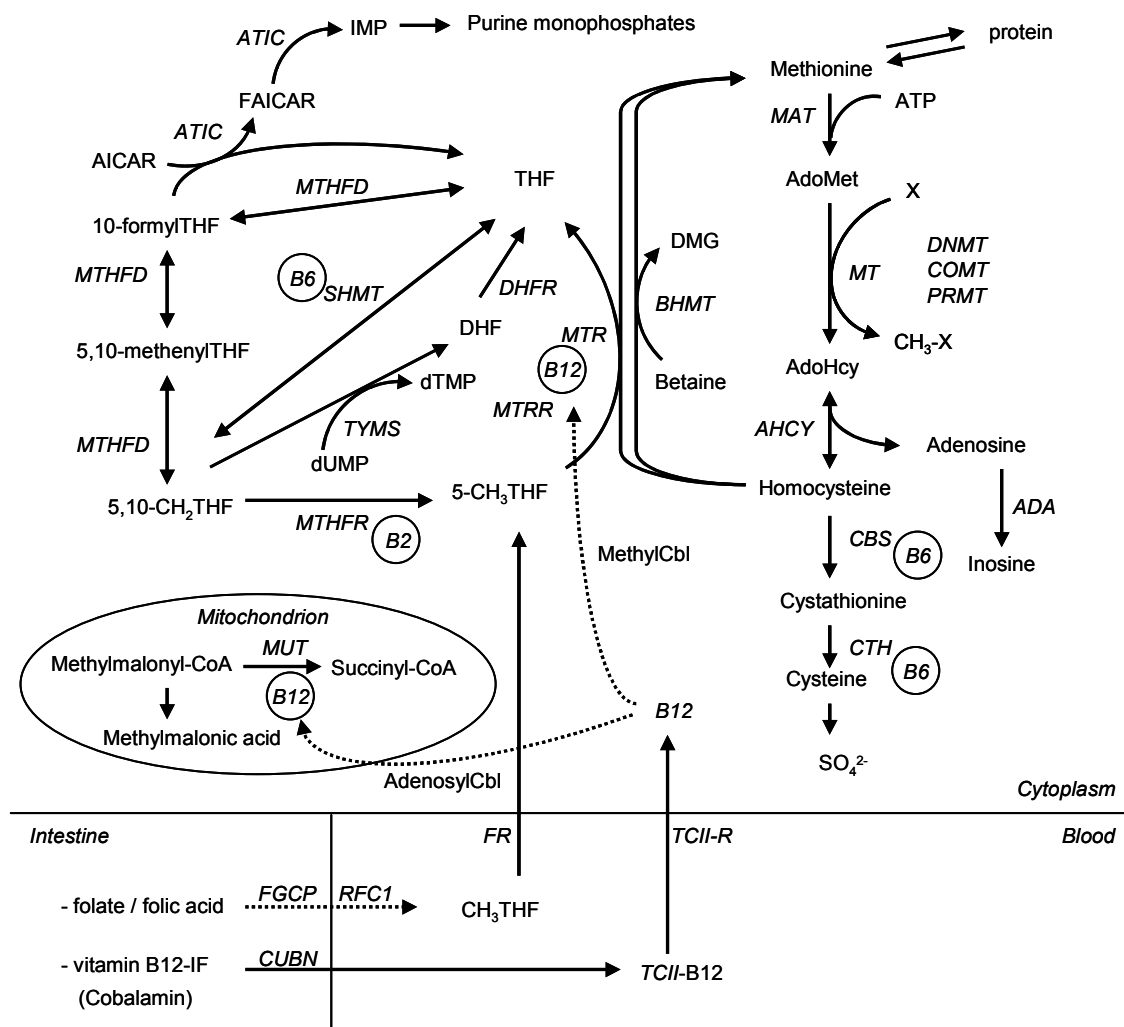 ATIC
IMP
Purine monophosphates
protein
Methionine
FAICAR
MAT
ATP
ATIC
AICAR
THF
AdoMet
X
MTHFD
10-formylTHF
DMG
DNMT
COMT
PRMT
MTHFD
B6
SHMT
DHFR
BHMT
MT
DHF
MTR
CH3-X
5,10-methenylTHF
B12
AdoHcy
dTMP
Betaine
MTRR
TYMS
AHCY
MTHFD
Adenosine
dUMP
5,10-CH2THF
5-CH3THF
Homocysteine
ADA
MTHFR
B2
CBS
B6
MethylCbl
Inosine
Cystathionine
Mitochondrion
MUT
CTH
Methylmalonyl-CoA
Succinyl-CoA
B6
Cysteine
B12
B12
Methylmalonic acid
SO4 2-
AdenosylCbl
Cytoplasm
Intestine
FR
TCII-R
Blood
FGCP
RFC1
- folate / folic acid
CH3THF
CUBN
- vitamin B12-IF
TCII-B12
(Cobalamin)